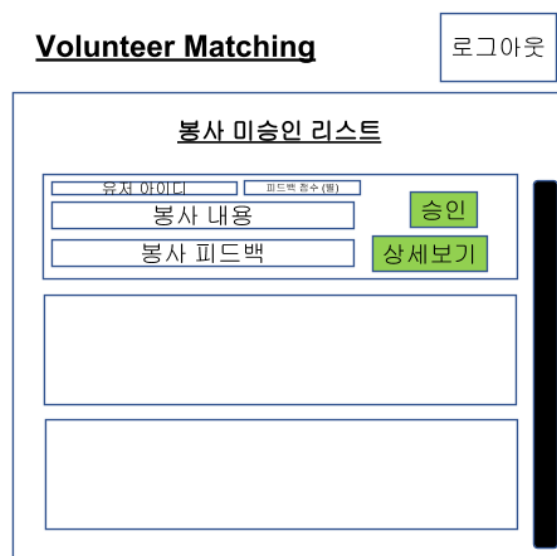 Volunteer Matching
로그아웃
봉사 미승인 리스트
유저 아이디
피드백 점수 (별)
봉사 내용
승인
봉사 피드백
상세보기